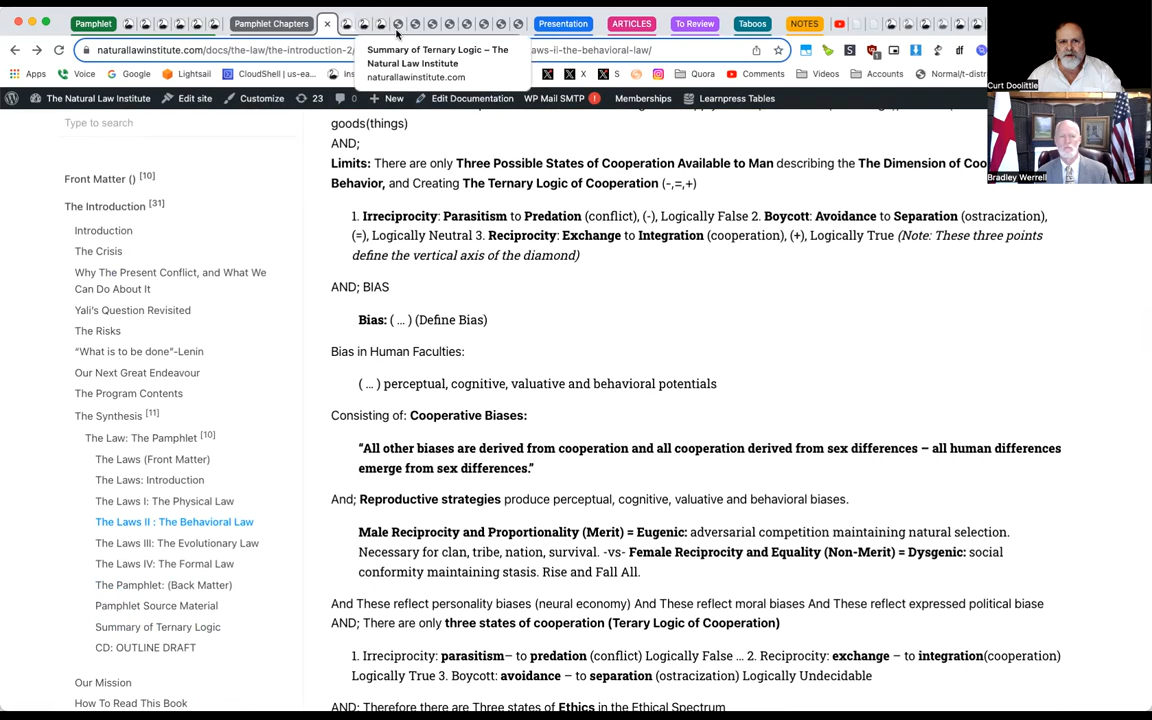 Pamphlet
Pamphlet Chapters
Presentation
ARTICLES
To Review
Taboos
NOTES
naturallawinstitute.com/docs/the-law/the-introduction-2/
aws-ii-the-behavioral-law/
Summary of Ternary Logic – The
Natural Law Institute
naturallawinstitute.com
Apps
Voice
Google
Lightsail
CloudShell | us-ea...
X
S
Quora
Comments
Videos
Accounts
Normal/t-distr
The Natural Law Institute
Edit site
Customize
23
0
New
Edit Documentation
WP Mail SMTP
Memberships
Learnpress Tables
Curt Doolittle
Bradley Werrell
Type to search
Front Matter () [10]
The Introduction [31]
Introduction
The Crisis
Why The Present Conflict, and What We
Can Do About It
Yali's Question Revisited
The Risks
“What is to be done”-Lenin
Our Next Great Endeavour
The Program Contents
The Synthesis [11]
The Law: The Pamphlet [10]
The Laws (Front Matter)
The Laws: Introduction
The Laws I: The Physical Law
The Laws II : The Behavioral Law
The Laws III: The Evolutionary Law
The Laws IV: The Formal Law
The Pamphlet: (Back Matter)
Pamphlet Source Material
Summary of Ternary Logic
CD: OUTLINE DRAFT
Our Mission
How To Read This Book
goods(things)
AND;
Limits: There are only Three Possible States of Cooperation Available to Man describing the The Dimension of Coo
Behavior, and Creating The Ternary Logic of Cooperation (-,=,+)
1. Irreciprocity: Parasitism to Predation (conflict), (-), Logically False 2. Boycott: Avoidance to Separation (ostracization),
(=), Logically Neutral 3. Reciprocity: Exchange to Integration (cooperation), (+), Logically True (Note: These three points
define the vertical axis of the diamond)
AND; BIAS
Bias: ( ... ) (Define Bias)
Bias in Human Faculties:
( ... ) perceptual, cognitive, valuative and behavioral potentials
Consisting of: Cooperative Biases:
“All other biases are derived from cooperation and all cooperation derived from sex differences – all human differences
emerge from sex differences.”
And; Reproductive strategies produce perceptual, cognitive, valuative and behavioral biases.
Male Reciprocity and Proportionality (Merit) = Eugenic: adversarial competition maintaining natural selection.
Necessary for clan, tribe, nation, survival. -vs- Female Reciprocity and Equality (Non-Merit) = Dysgenic: social
conformity maintaining stasis. Rise and Fall All.
And These reflect personality biases (neural economy) And These reflect moral biases And These reflect expressed political biase
AND; There are only three states of cooperation (Terary Logic of Cooperation)
1. Irreciprocity: parasitism– to predation (conflict) Logically False ... 2. Reciprocity: exchange – to integration(cooperation)
Logically True 3. Boycott: avoidance – to separation (ostracization) Logically Undecidable
AND: Therefore there are Three states of Ethics in the Ethical Spectrum